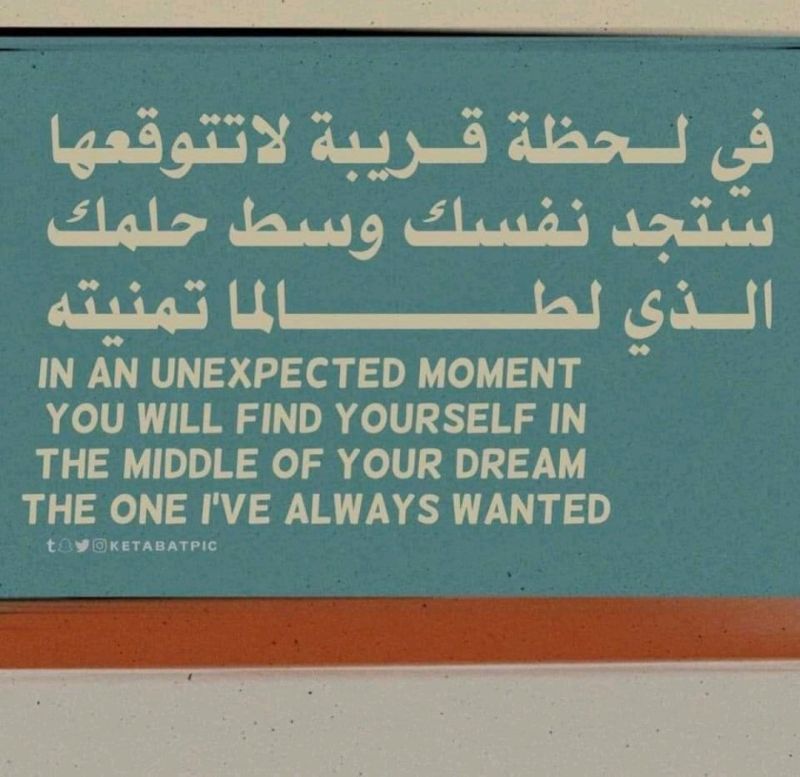 في لـحظة قـريبة لاتتوقعها
ستجد نفسك وسط حلمك
الـذي لطـــــــالما تمنيته
IN AN UNEXPECTED MOMENT
YOU WILL FIND YOURSELF IN
THE MIDDLE OF YOUR DREAM
THE ONE I'VE ALWAYS WANTED
KETABATPIC